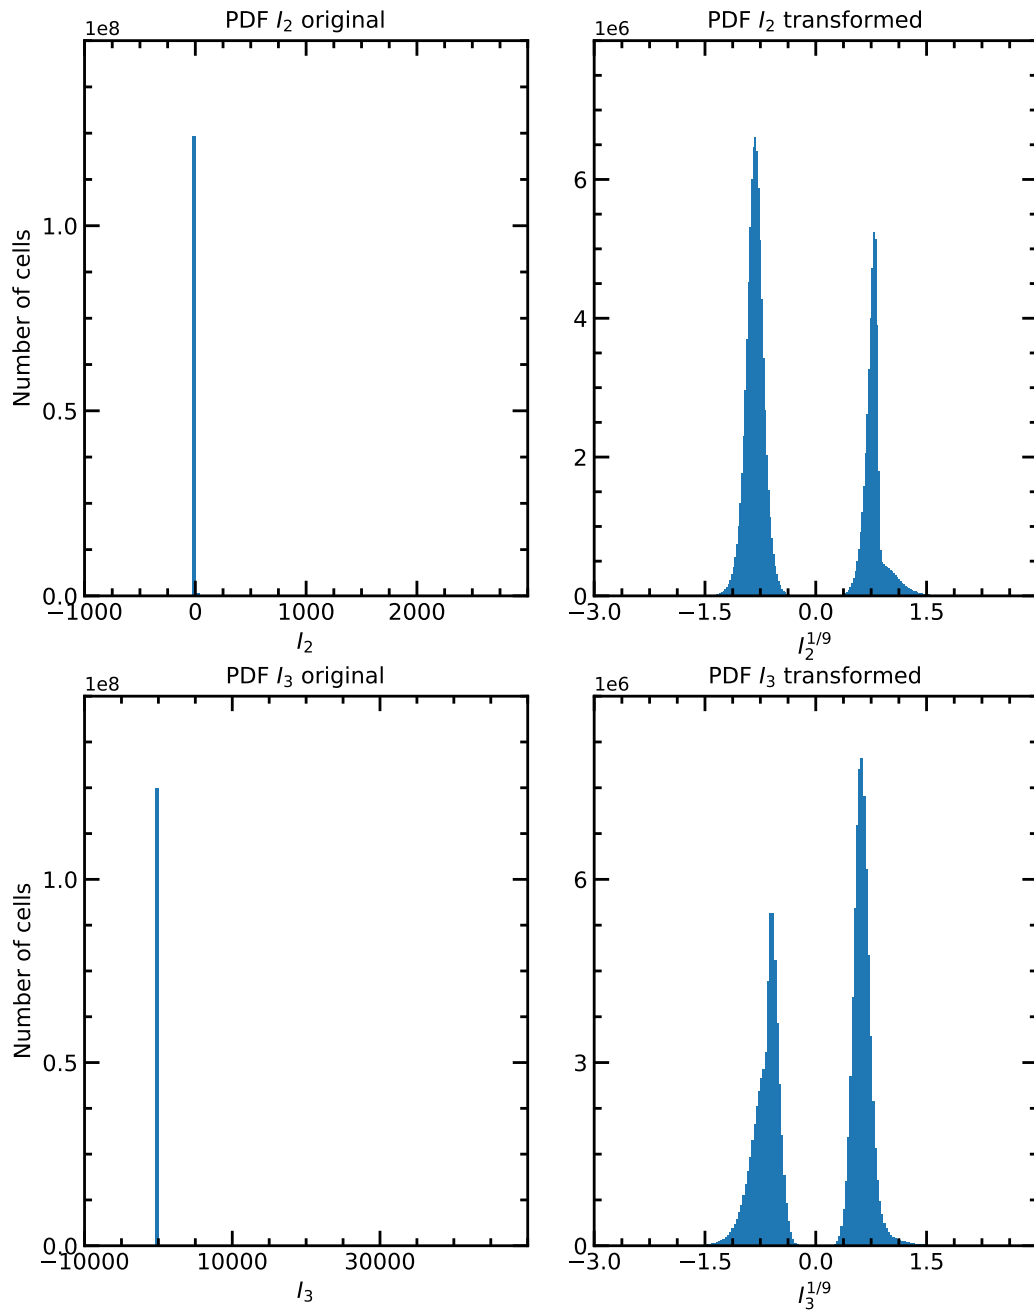 PDF I₂ original
1e8
Number of cells
1.0
0.5
0.0
−1000 0 1000 2000
I₂
PDF I₂ transformed
1e6
6
4
2
0
−3.0 −1.5 0.0 1.5
I₂^{1/9}
PDF I₃ original
1e8
Number of cells
1.0
0.5
0.0
−10000 10000 30000
I₃
PDF I₃ transformed
1e6
6
3
0
−3.0 −1.5 0.0 1.5
I₃^{1/9}